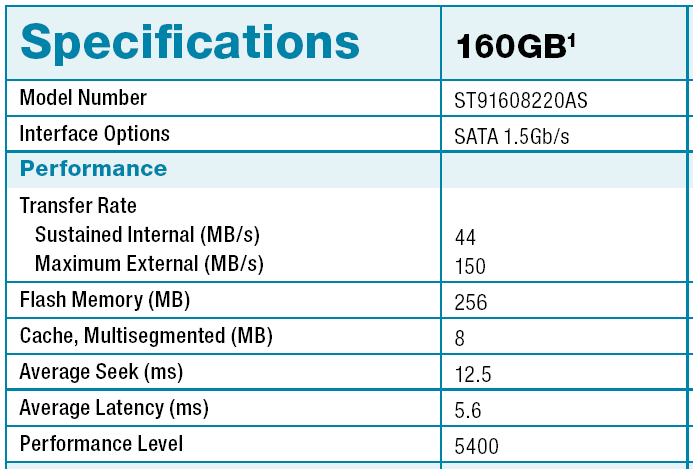 Specifications 160GB¹
Model Number ST91608220AS
Interface Options SATA 1.5Gb/s
Performance
Transfer Rate
Sustained Internal (MB/s) 44
Maximum External (MB/s) 150
Flash Memory (MB) 256
Cache, Multisegmented (MB) 8
Average Seek (ms) 12.5
Average Latency (ms) 5.6
Performance Level 5400